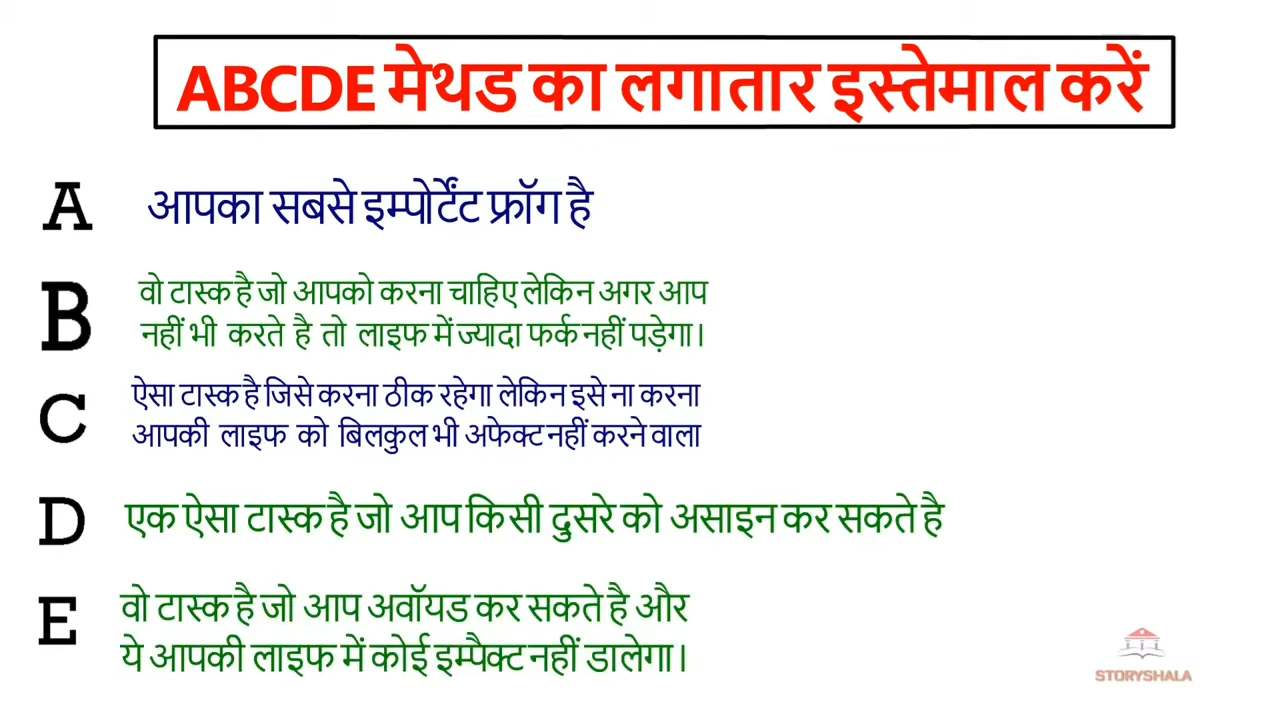 ABCDE मेथड का लगातार इस्तेमाल करें
A आपका सबसे इम्पोर्टेंट फ्रॉग है
B वो टास्क है जो आपको करना चाहिए लेकिन अगर आप
नहीं भी करते है तो लाइफ में ज्यादा फर्क नहीं पड़ेगा।
C ऐसा टास्क है जिसे करना ठीक रहेगा लेकिन इसे ना करना
आपकी लाइफ को बिलकुल भी अफेक्ट नहीं करने वाला
D एक ऐसा टास्क है जो आप किसी दुसरे को असाइन कर सकते है
E वो टास्क है जो आप अवॉयड कर सकते है और
ये आपकी लाइफ में कोई इम्पैक्ट नहीं डालेगा।
STORYSHALA